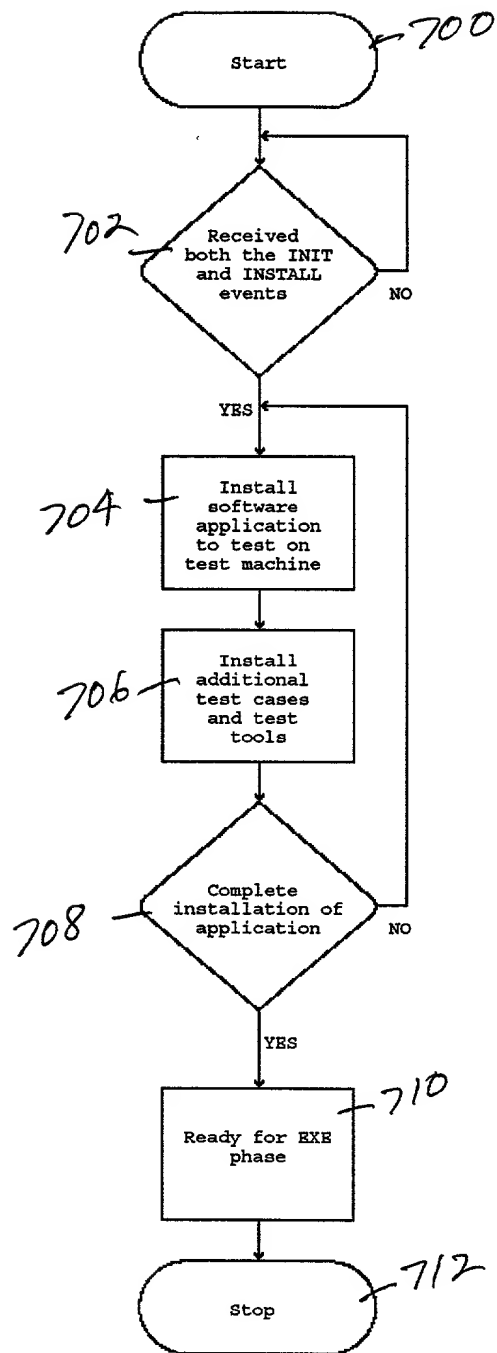 700
Start
702
Received
both the INIT
and INSTALL
events
NO
YES
704
Install
software
application
to test on
test machine
706
Install
additional
test cases
and test
tools
708
Complete
installation of
application
NO
YES
710
Ready for EXE
phase
712
Stop